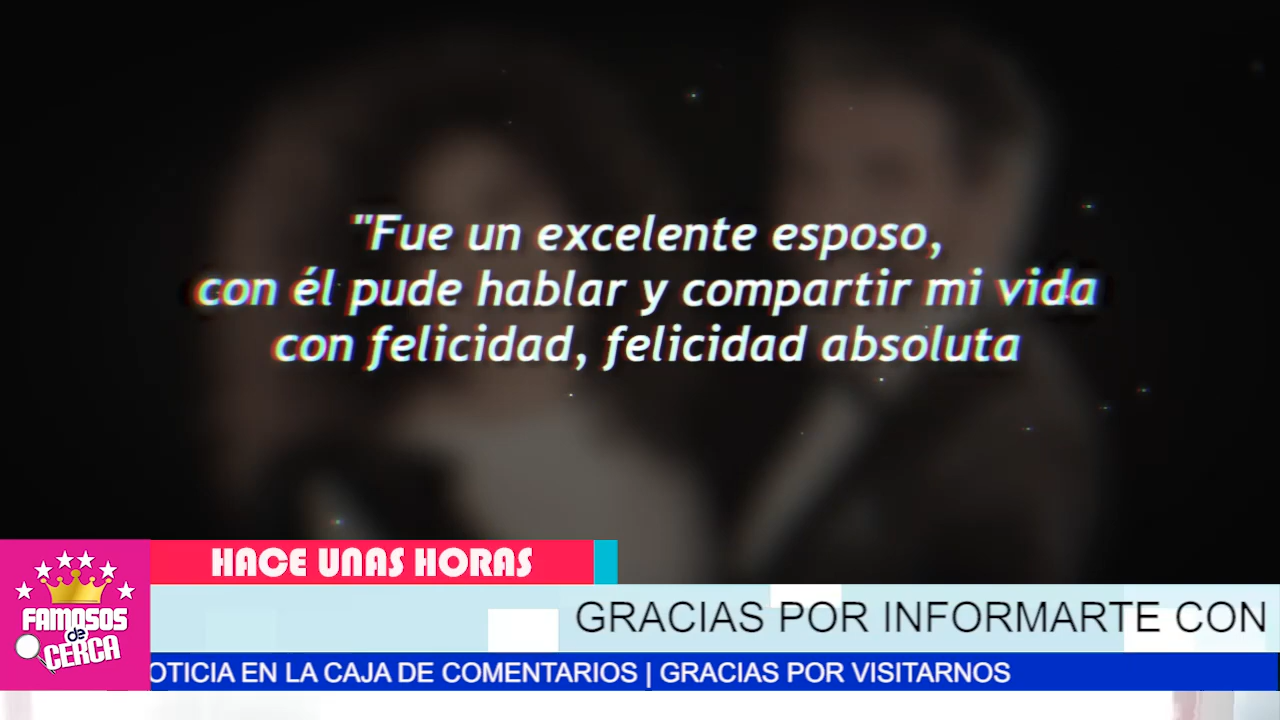 "Fue un excelente esposo,
con él pude hablar y compartir mi vida
con felicidad, felicidad absoluta
HACE UNAS HORAS
FAMOSOS
de
CERCA
GRACIAS POR INFORMARTE CON
OTICIA EN LA CAJA DE COMENTARIOS | GRACIAS POR VISITARNOS